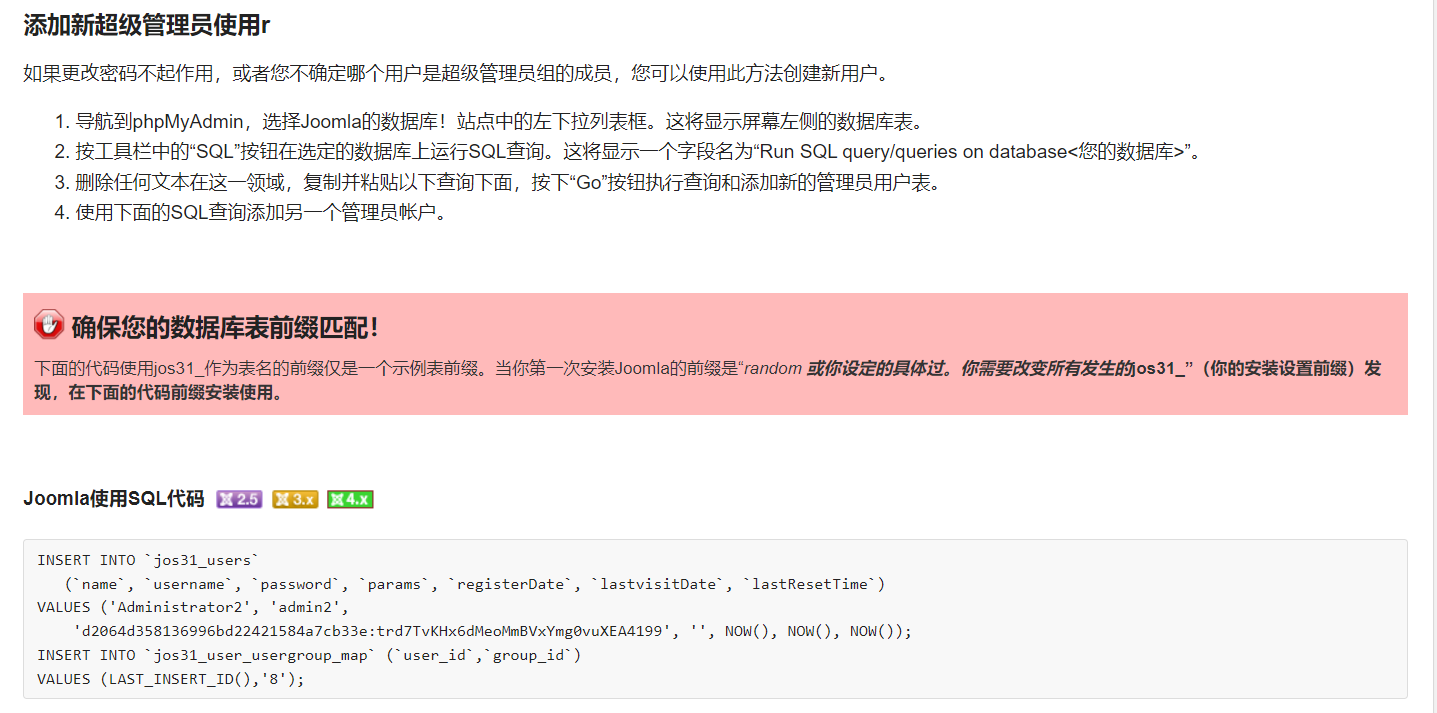 添加新超级管理员使用r
如果更改密码不起作用，或者您不确定哪个用户是超级管理员组的成员，您可以使用此方法创建新用户。
1. 导航到phpMyAdmin，选择Joomla的数据库！站点中的左下拉列表框。这将显示屏幕左侧的数据库表。
2. 按工具栏中的“SQL”按钮在选定的数据库上运行SQL查询。这将显示一个字段名为“Run SQL query/queries on database<您的数据库>”。
3. 删除任何文本在这一领域，复制并粘贴以下查询下面，按下“Go”按钮执行查询和添加新的管理员用户表。
4. 使用下面的SQL查询添加另一个管理员帐户。
确保您的数据库表前缀匹配！
下面的代码使用jos31_作为表名的前缀仅是一个示例表前缀。当你第一次安装Joomla的前缀是“random 或你设定的具体过。你需要改变所有发生的jos31_”（你的安装设置前缀）发
现，在下面的代码前缀安装使用。
Joomla使用SQL代码 2.5 3.x 4.x
INSERT INTO `jos31_users`
(`name`, `username`, `password`, `params`, `registerDate`, `lastvisitDate`, `lastResetTime`)
VALUES ('Administrator2', 'admin2',
'd2064d358136996bd22421584a7cb33e:trd7TvKHx6dMeoMmBVxYmg0vuXEA4199', '', NOW(), NOW(), NOW());
INSERT INTO `jos31_user_usergroup_map` (`user_id`,`group_id`)
VALUES (LAST_INSERT_ID(),'8');